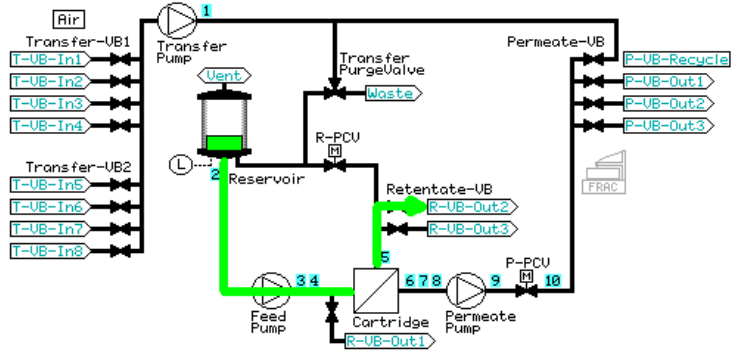 Air
1
Transfer-VB1
Transfer
Pump
Permeate-VB
T-VB-In1
T-VB-In2
T-VB-In3
T-VB-In4
Vent
Transfer
PurgeValve
Waste
P-VB-Recycle
P-VB-Out1
P-VB-Out2
P-VB-Out3
R-PCV
M
Transfer-VB2
L
2
Reservoir
T-VB-In5
T-VB-In6
T-VB-In7
T-VB-In8
Retentate-VB
R-VB-Out2
R-VB-Out3
FRAC
5
3 4
6 7 8
9
P-PCV
M
10
Feed
Pump
Cartridge
Permeate
Pump
R-VB-Out1